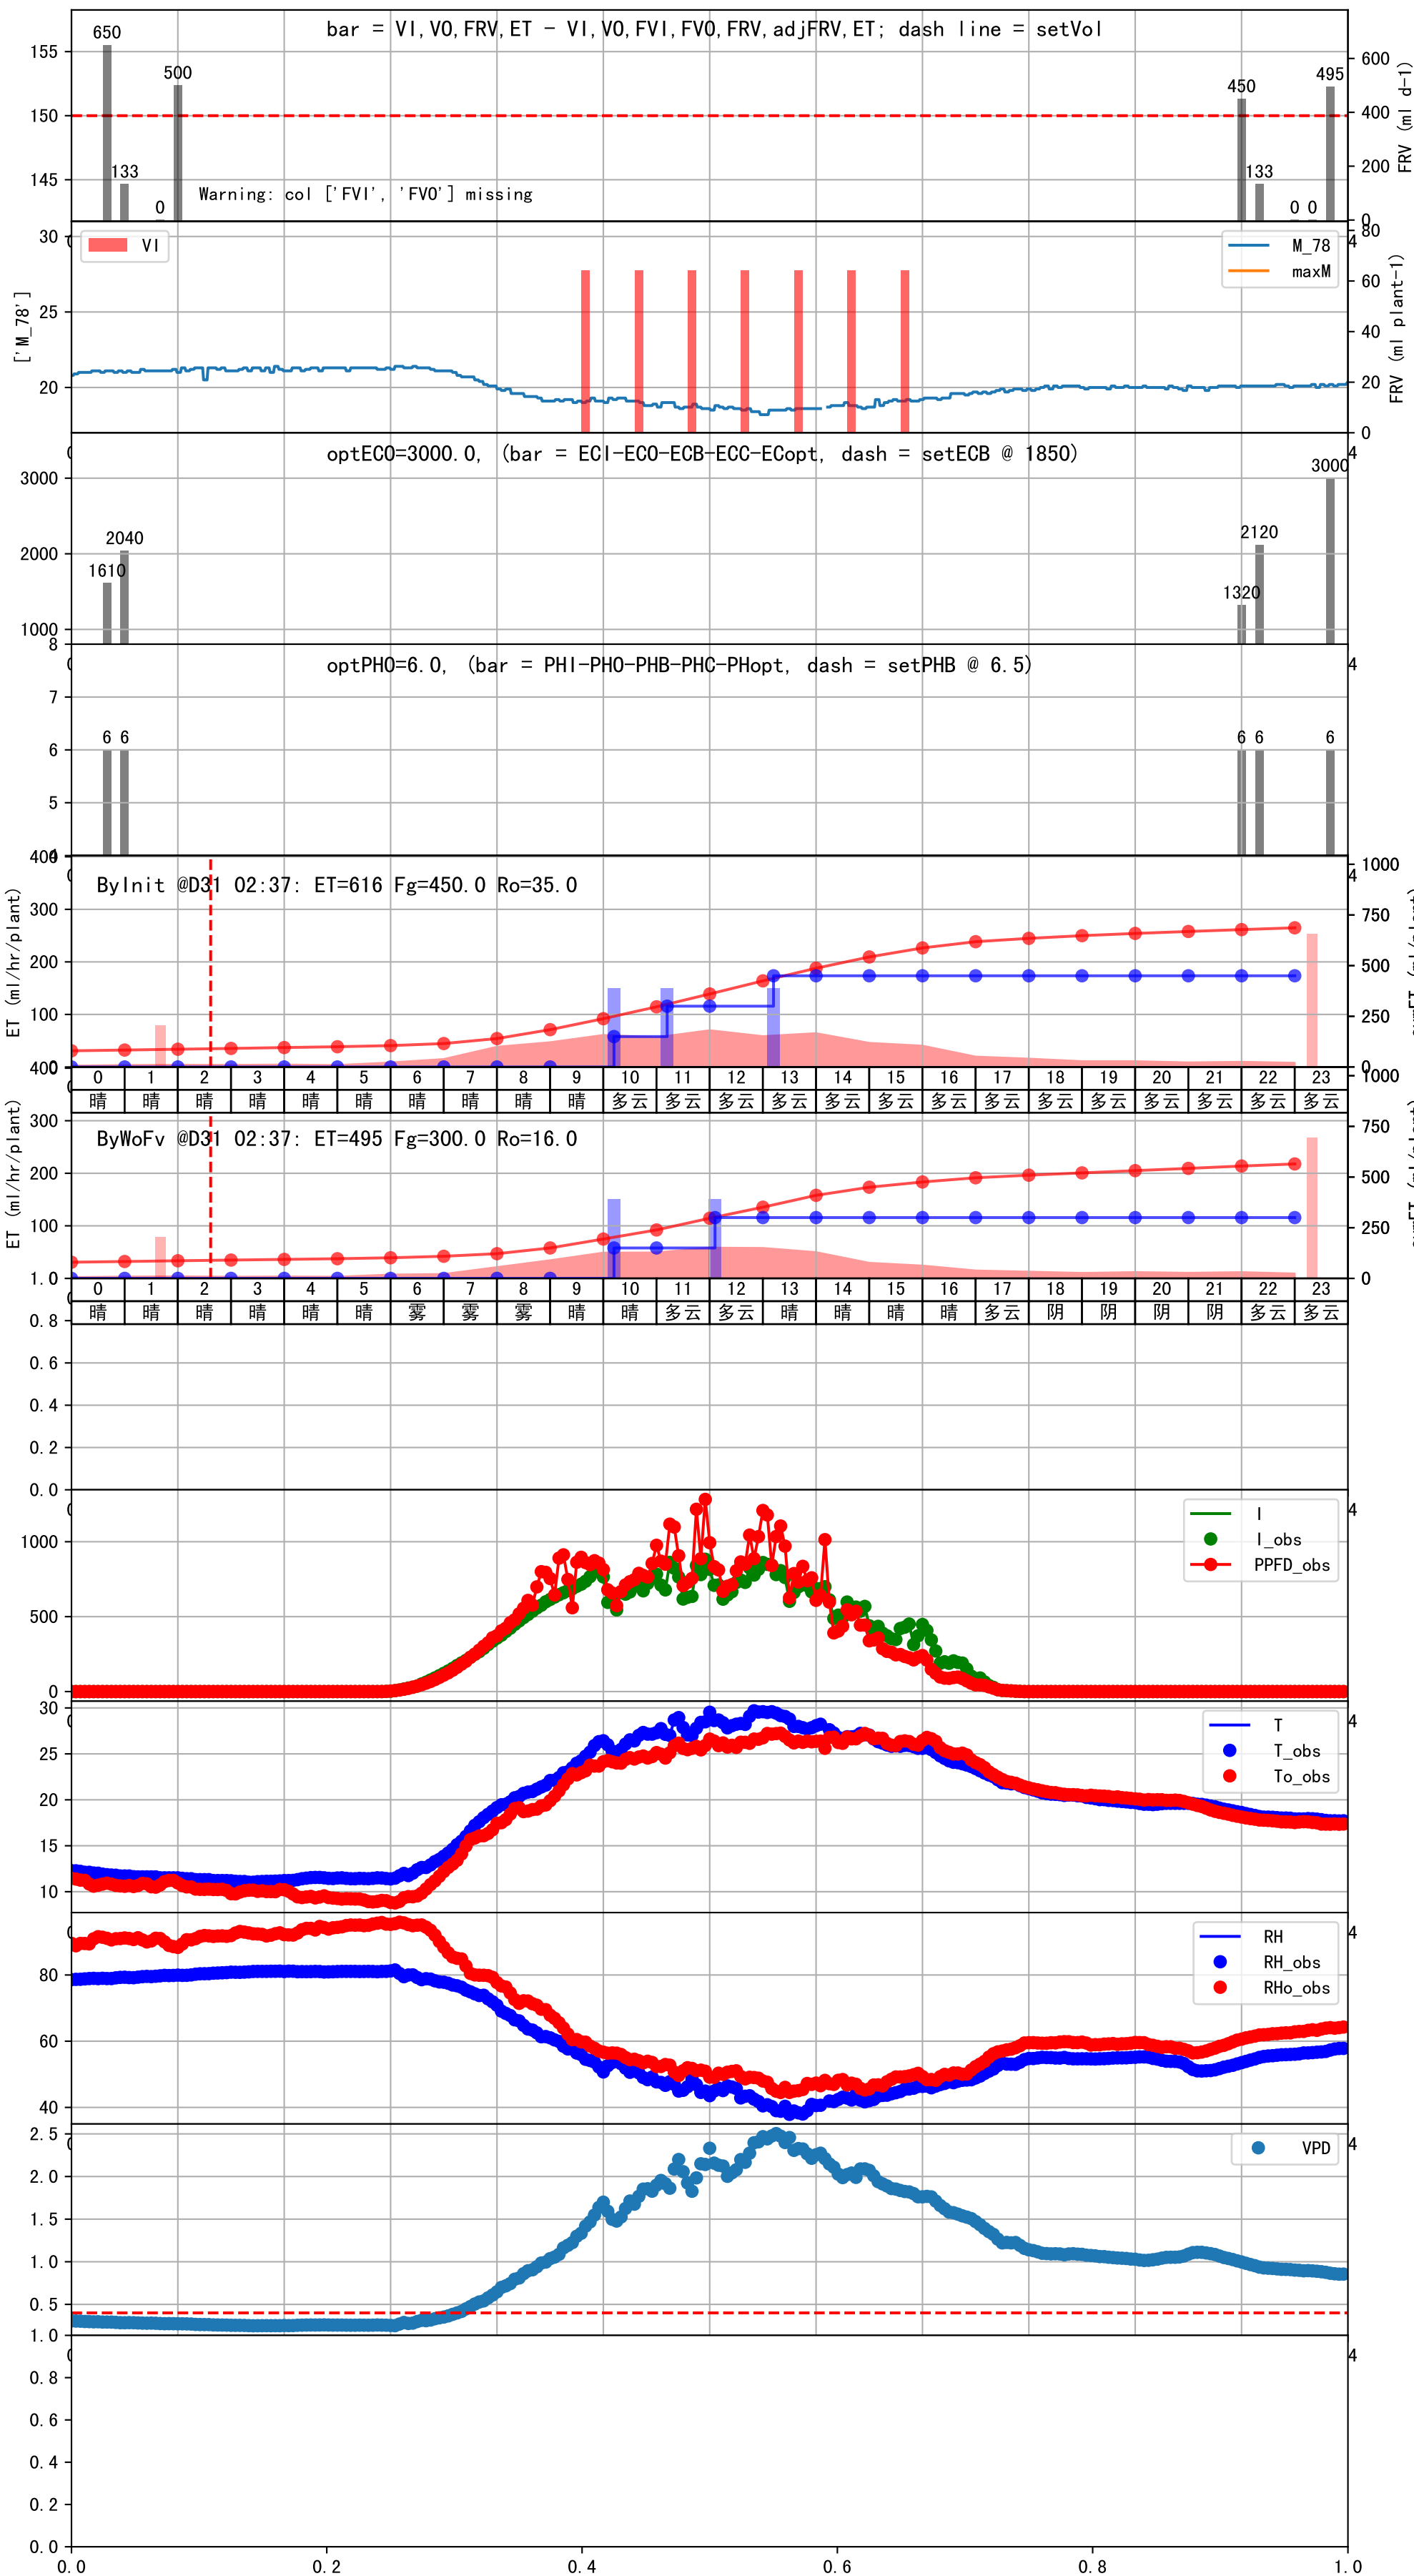 bar = VI,VO,FRV,ET - VI,VO,FVI,FVO,FRV,adjFRV,ET; dash line = setVol
650
133
0
500
450
133
0 0
495
Warning: col ['FVI', 'FVO'] missing
155
150
145
600
400
200
0
FRV (ml d-1)
VI
M_78
maxM
['M_78']
30
25
20
80
60
40
20
0
FRV (ml plant-1)
optECO=3000.0, (bar = ECI-ECO-ECB-ECC-ECopt, dash = setECB @ 1850)
1610
2040
1320
2120
3000
3000
2000
1000
optPHO=6.0, (bar = PHI-PHO-PHB-PHC-PHopt, dash = setPHB @ 6.5)
6 6
6 6
6
8
7
6
5
4
ByInit @D31 02:37: ET=616 Fg=450.0 Ro=35.0
ET (ml/hr/plant)
400
300
200
100
0
1000
750
500
250
0
0 1 2 3 4 5 6 7 8 9 10 11 12 13 14 15 16 17 18 19 20 21 22 23
晴 晴 晴 晴 晴 晴 晴 晴 晴 晴 多云 多云 多云 多云 多云 多云 多云 多云 多云 多云 多云 多云 多云 多云
ByWoFv @D31 02:37: ET=495 Fg=300.0 Ro=16.0
ET (ml/hr/plant)
400
300
200
100
1000
750
500
250
0
0 1 2 3 4 5 6 7 8 9 10 11 12 13 14 15 16 17 18 19 20 21 22 23
晴 晴 晴 晴 晴 晴 雾 雾 雾 晴 晴 多云 多云 晴 晴 晴 晴 多云 阴 阴 阴 阴 多云 多云
1.0
0.8
0.6
0.4
0.2
0.0
I
I_obs
PPFD_obs
1000
500
0
T
T_obs
To_obs
30
25
20
15
10
RH
RH_obs
RHo_obs
80
60
40
VPD
2.5
2.0
1.5
1.0
0.5
1.0
0.8
0.6
0.4
0.2
0.0
0.0 0.2 0.4 0.6 0.8 1.0